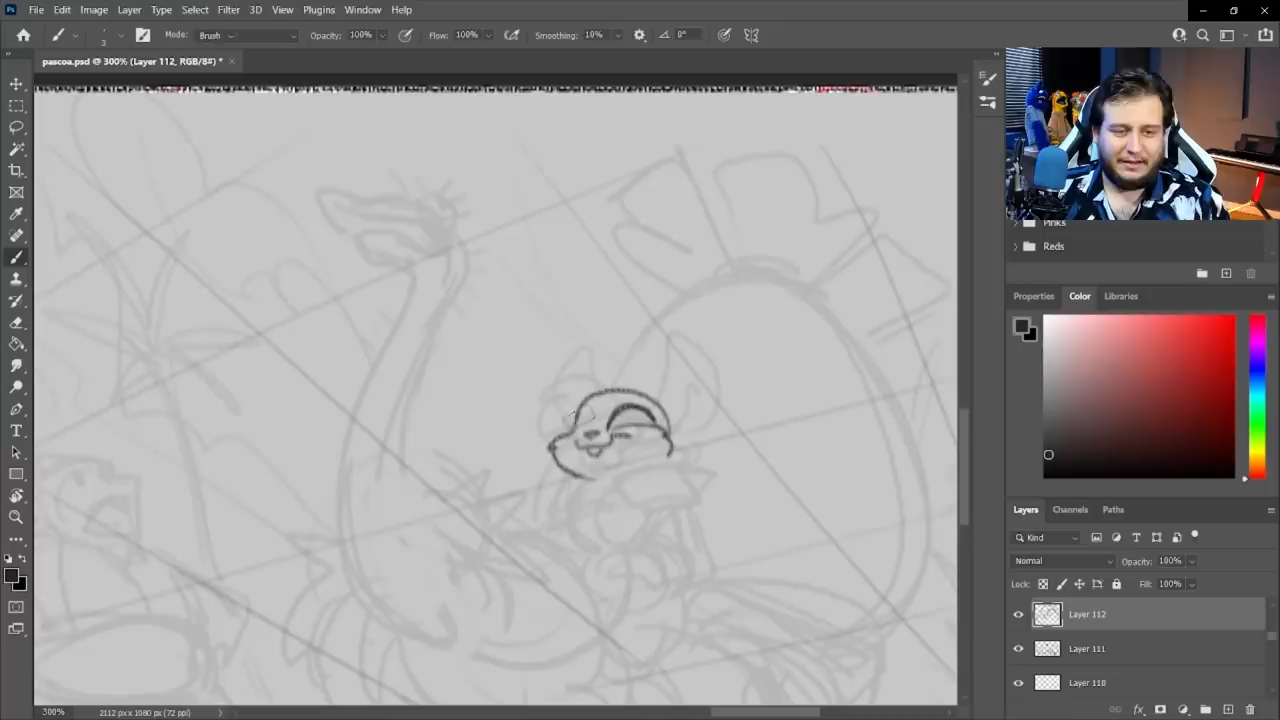 File Edit Image Layer Type Select Filter 3D View Plugins Window Help
3 Mode: Brush Opacity: 100% Flow: 100% Smoothing: 10% 0°
pascoa.psd @ 300% (Layer 112, RGB/8#) * ×
Pinks
Reds
Properties Color Libraries
Layers Channels Paths
Kind
Normal Opacity: 100%
Lock: Fill: 100%
Layer 112
Layer 111
Layer 110
300% 2112 px x 1080 px (72 ppi)